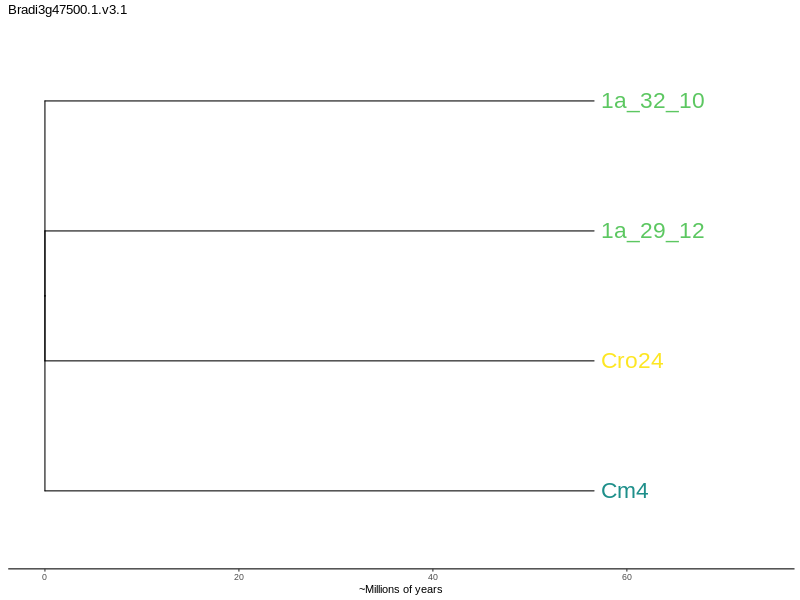 Bradi3g47500.1.v3.1
1a_32_10
1a_29_12
Cro24
Cm4
0 20 40 60
~Millions of years